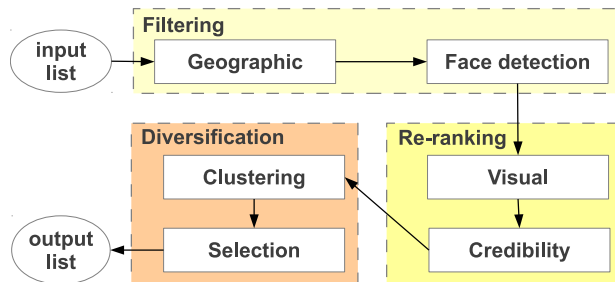 Filtering
input
list
Geographic
Face detection
Re-ranking
Visual
Credibility
Diversification
Clustering
Selection
output
list